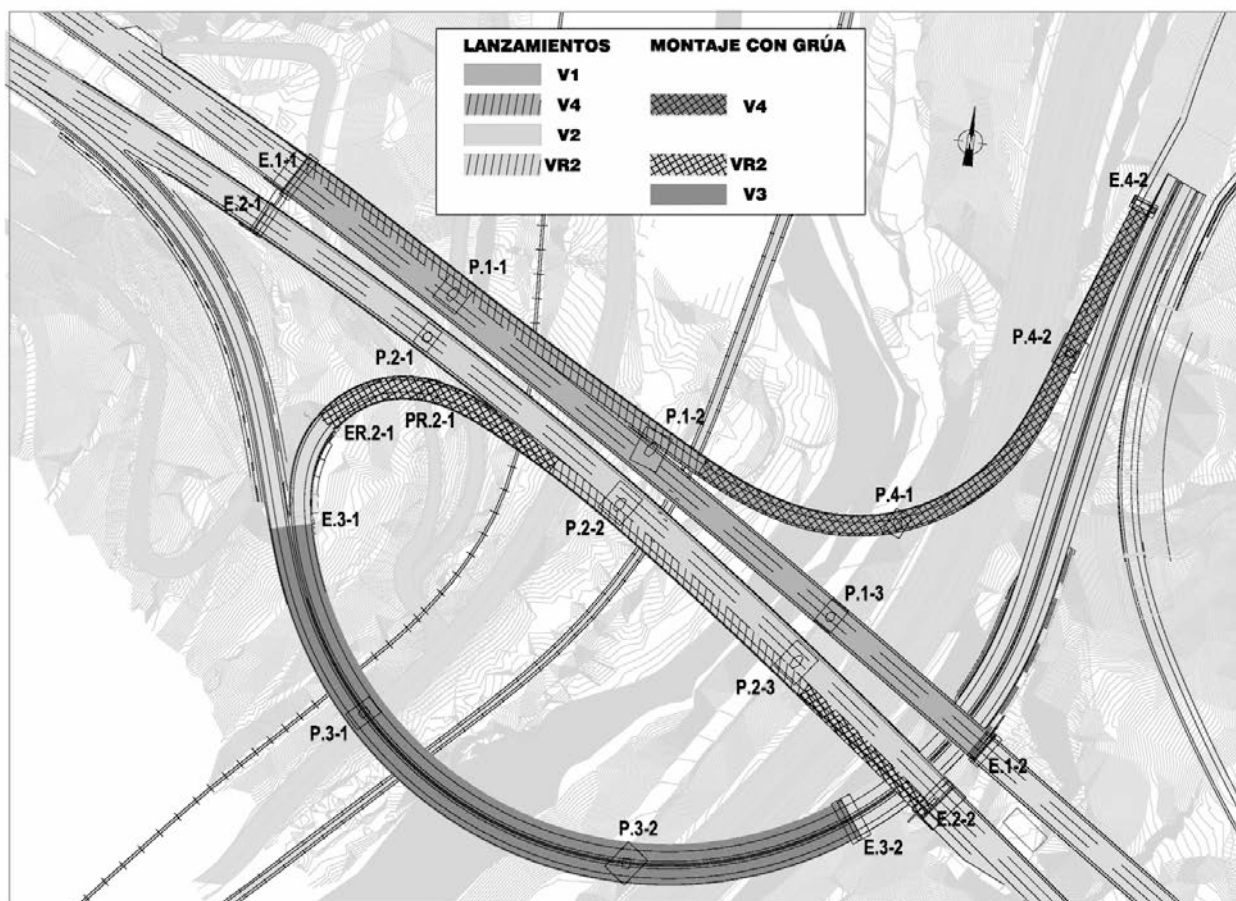 LANZAMIENTOS MONTAJE CON GRÚA
V1
V4 V4
V2
VR2 VR2
V3
E.1-1
E.4-2
E.2-1
P.1-1
P.4-2
P.2-1
P.1-2
ER.2-1 PR.2-1
P.4-1
P.2-2
E.3-1
P.1-3
P.2-3
P.3-1
E.1-2
E.2-2
P.3-2
E.3-2